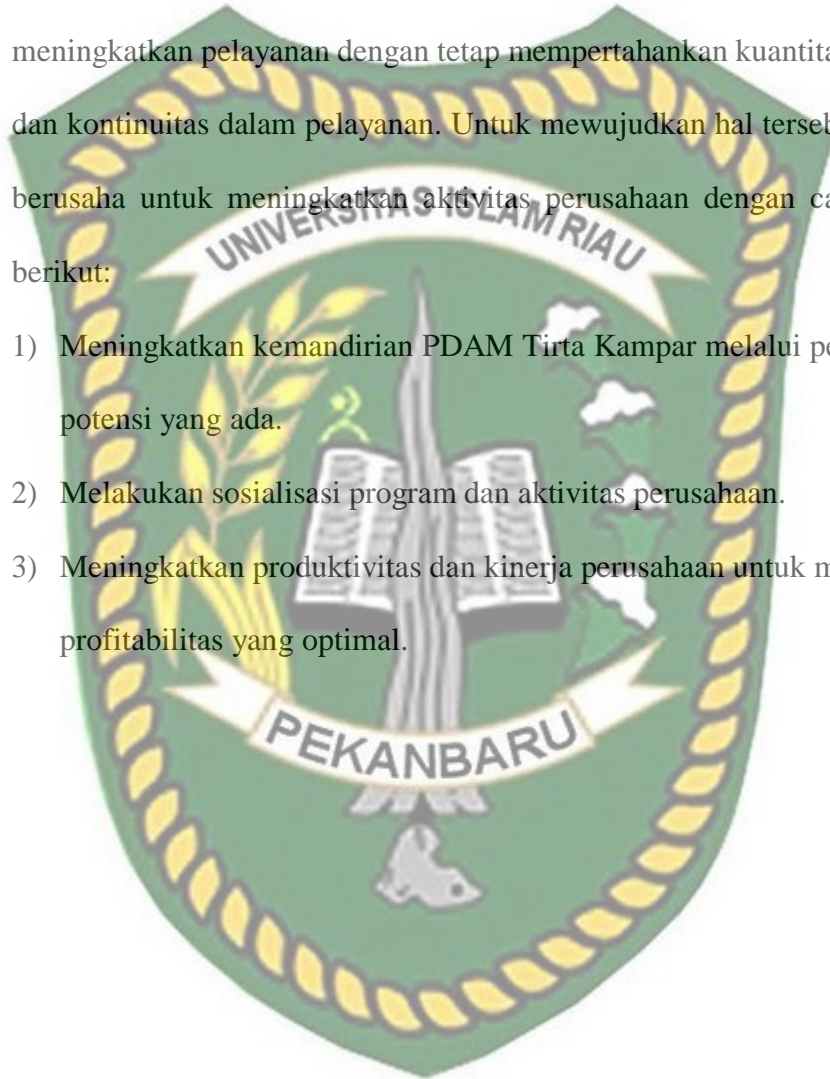 meningkatkan pelayanan dengan tetap mempertahankan kuantita
dan kontinuitas dalam pelayanan. Untuk mewujudkan hal terseb
berusaha untuk meningkatkan aktivitas perusahaan dengan ca
UNIVERSITAS ISLAM RIAU
berikut:
1) Meningkatkan kemandirian PDAM Tirta Kampar melalui pe
potensi yang ada.
2) Melakukan sosialisasi program dan aktivitas perusahaan.
3) Meningkatkan produktivitas dan kinerja perusahaan untuk m
profitabilitas yang optimal.
PEKANBARU